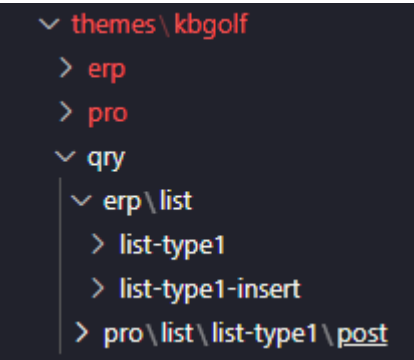 themes\kbgolf
erp
pro
qry
erp\list
list-type1
list-type1-insert
pro\list\list-type1\post